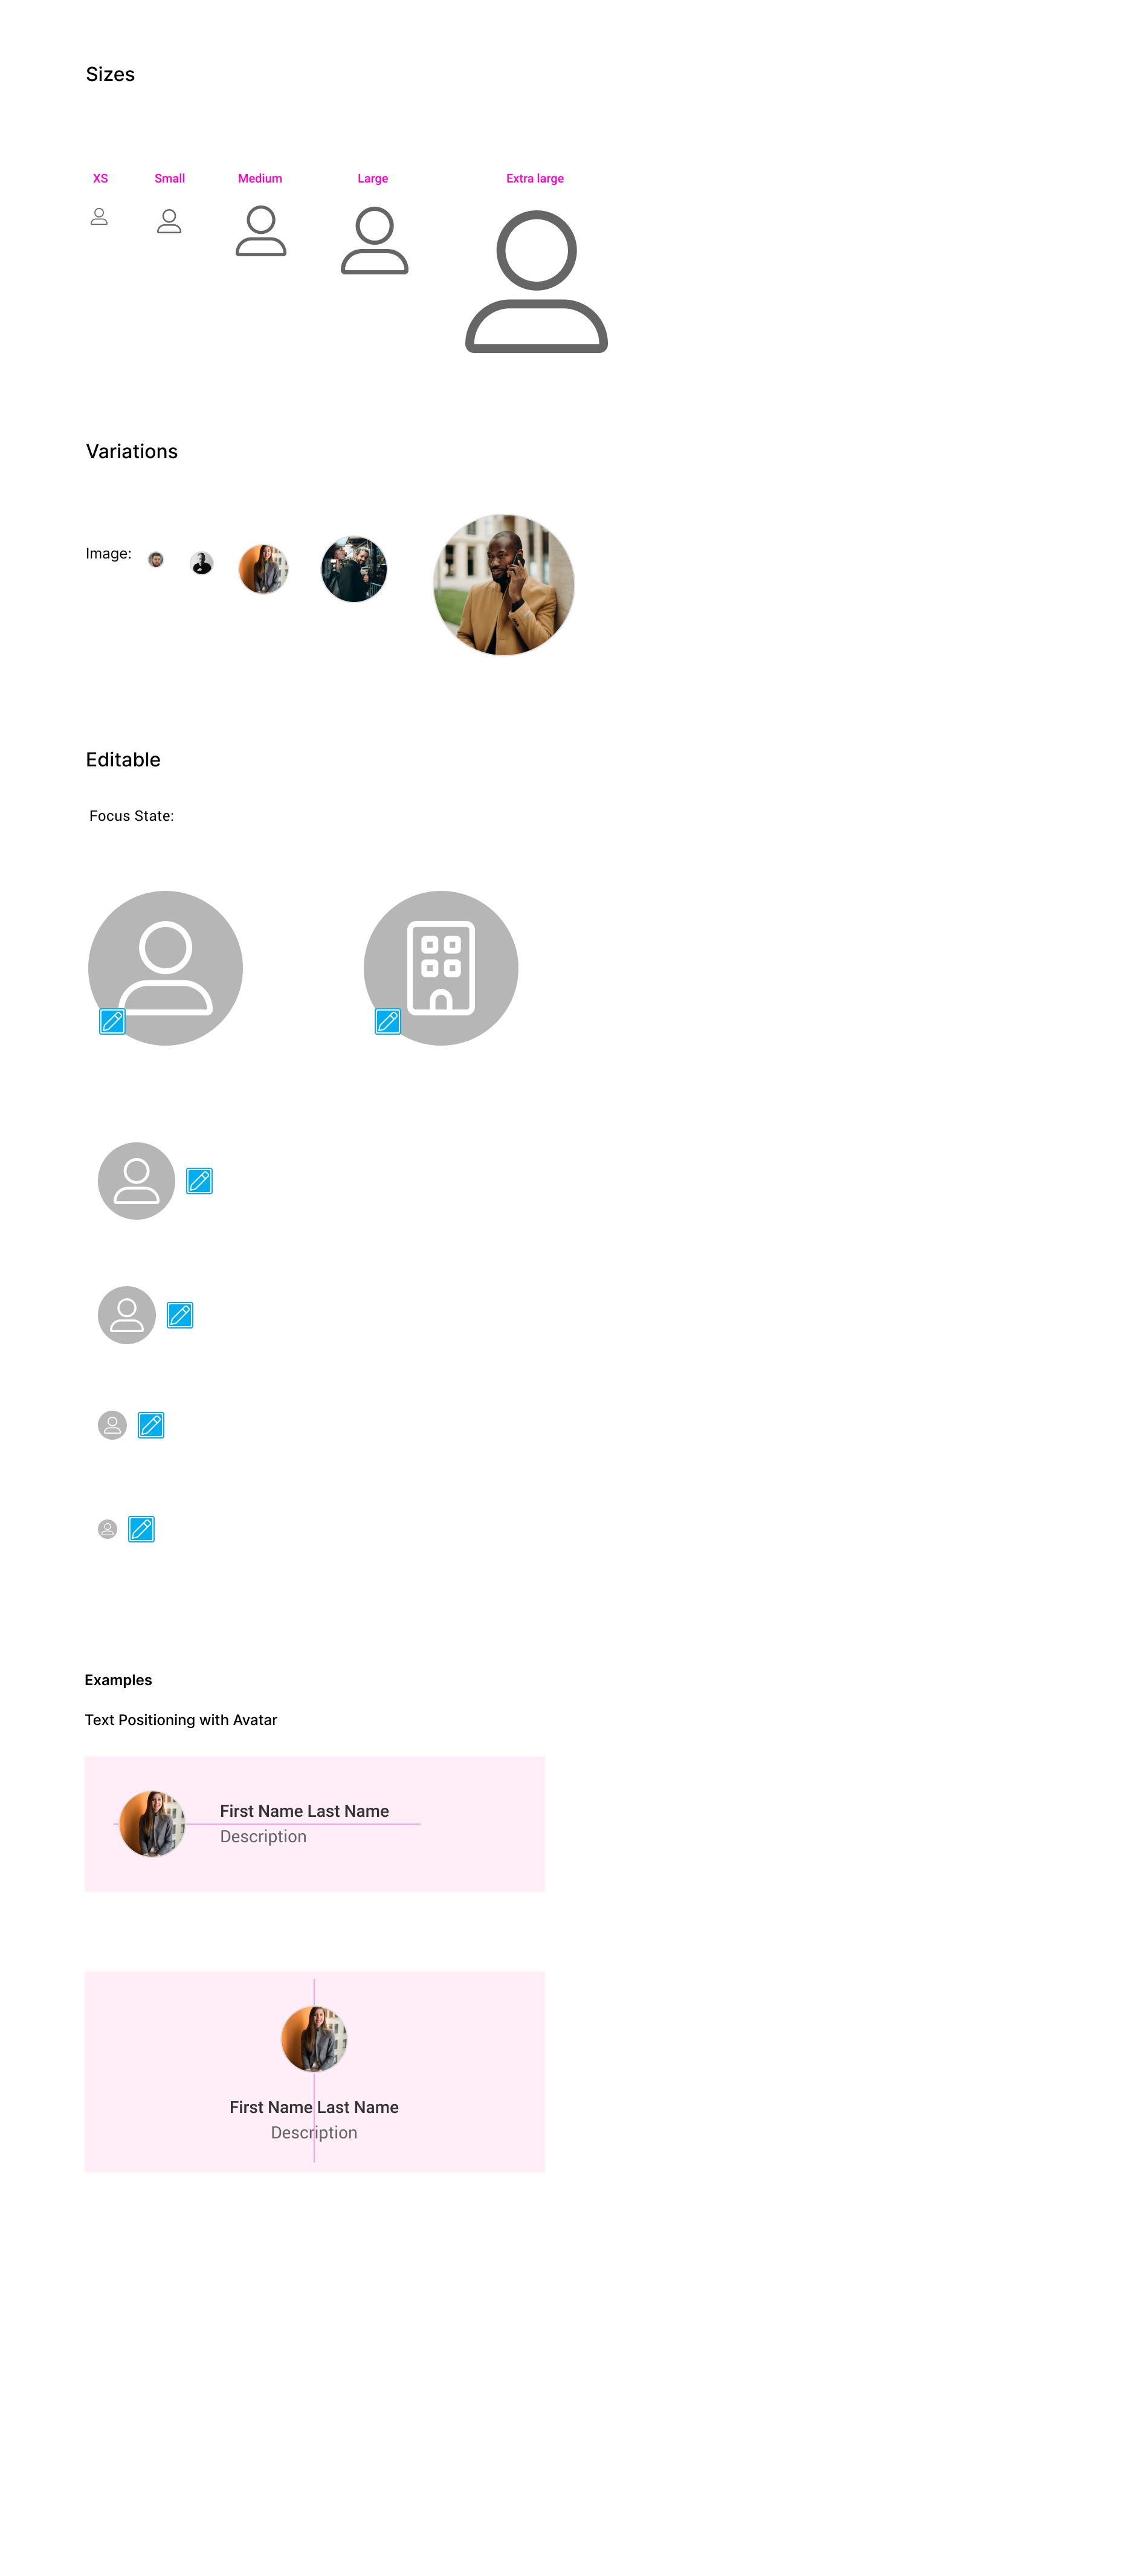 Sizes
XS Small Medium Large Extra large
Variations
Image:
Editable
Focus State:
Examples
Text Positioning with Avatar
First Name Last Name
Description
First Name Last Name
Description